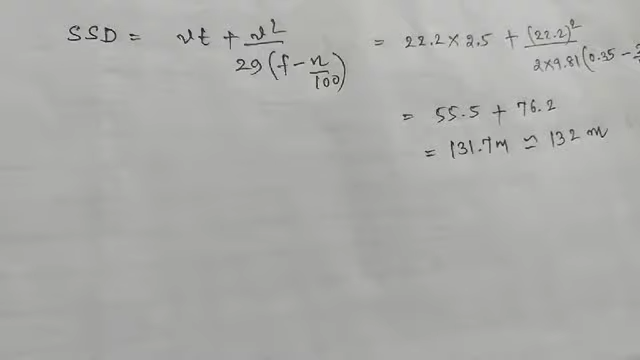 SSD = vt + v²/2g(f - n/100) = 22.2 × 2.5 + (22.2)²/2×9.81(0.35 -
= 55.5 + 76.2
= 131.7m ≃ 132 m